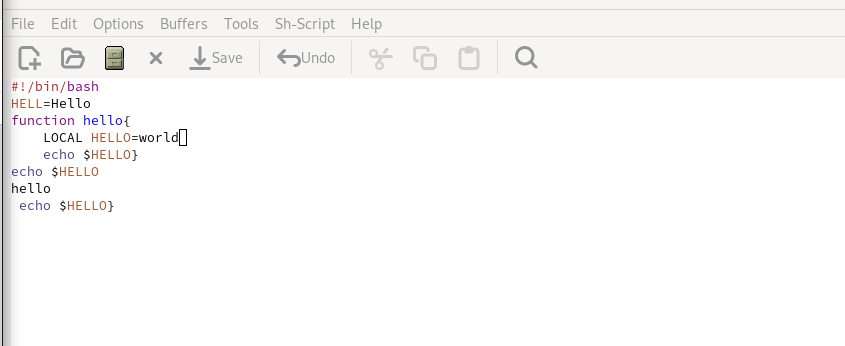 File Edit Options Buffers Tools Sh-Script Help
Save Undo
#!/bin/bash
HELL=Hello
function hello{
    LOCAL HELLO=world
    echo $HELLO}
echo $HELLO
hello
 echo $HELLO}